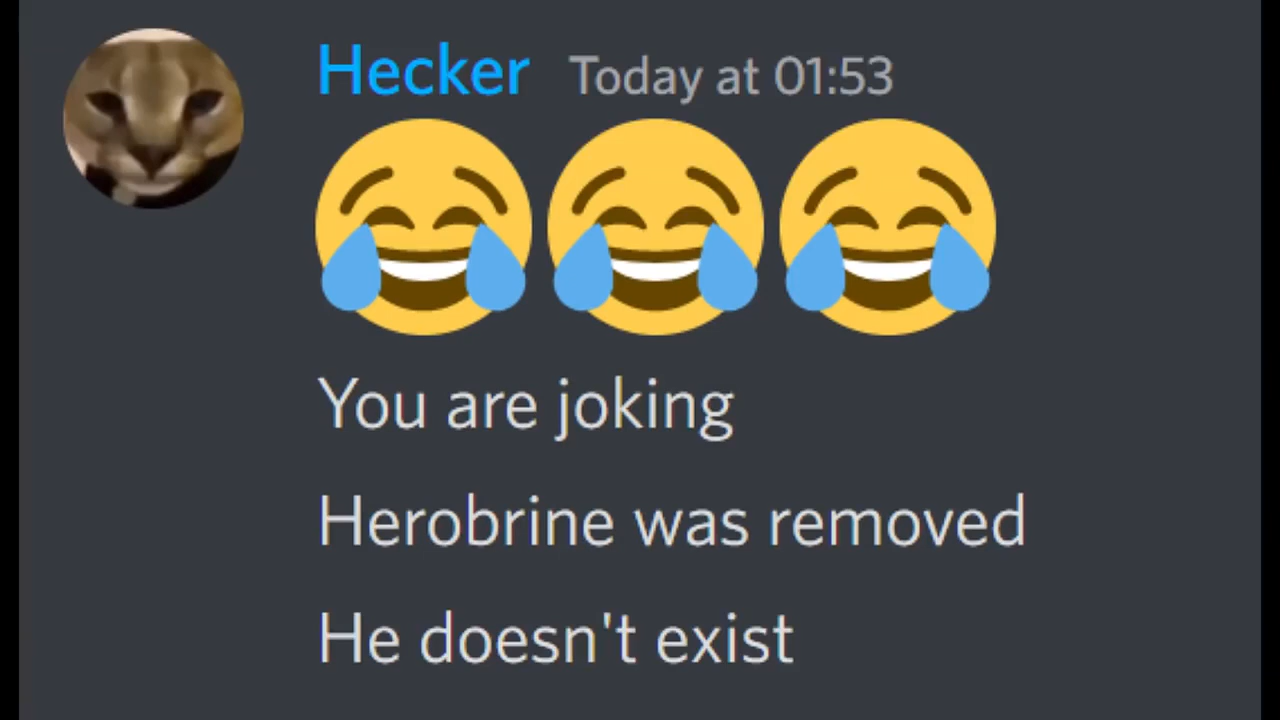 Hecker Today at 01:53
😂😂😂
You are joking
Herobrine was removed
He doesn't exist